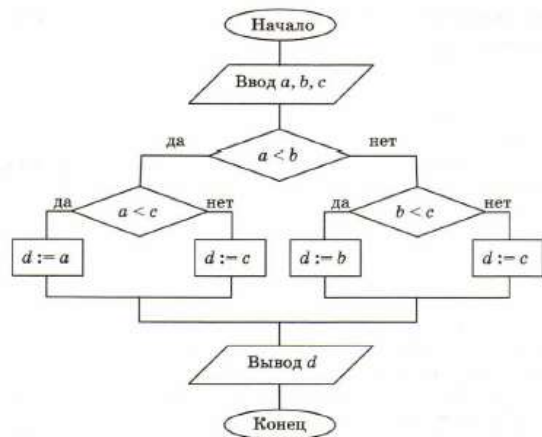 Начало
Ввод a, b, c
да
a < b
нет
да
a < c
нет
да
b < c
нет
d := a
d := c
d := b
d := c
Вывод d
Конец